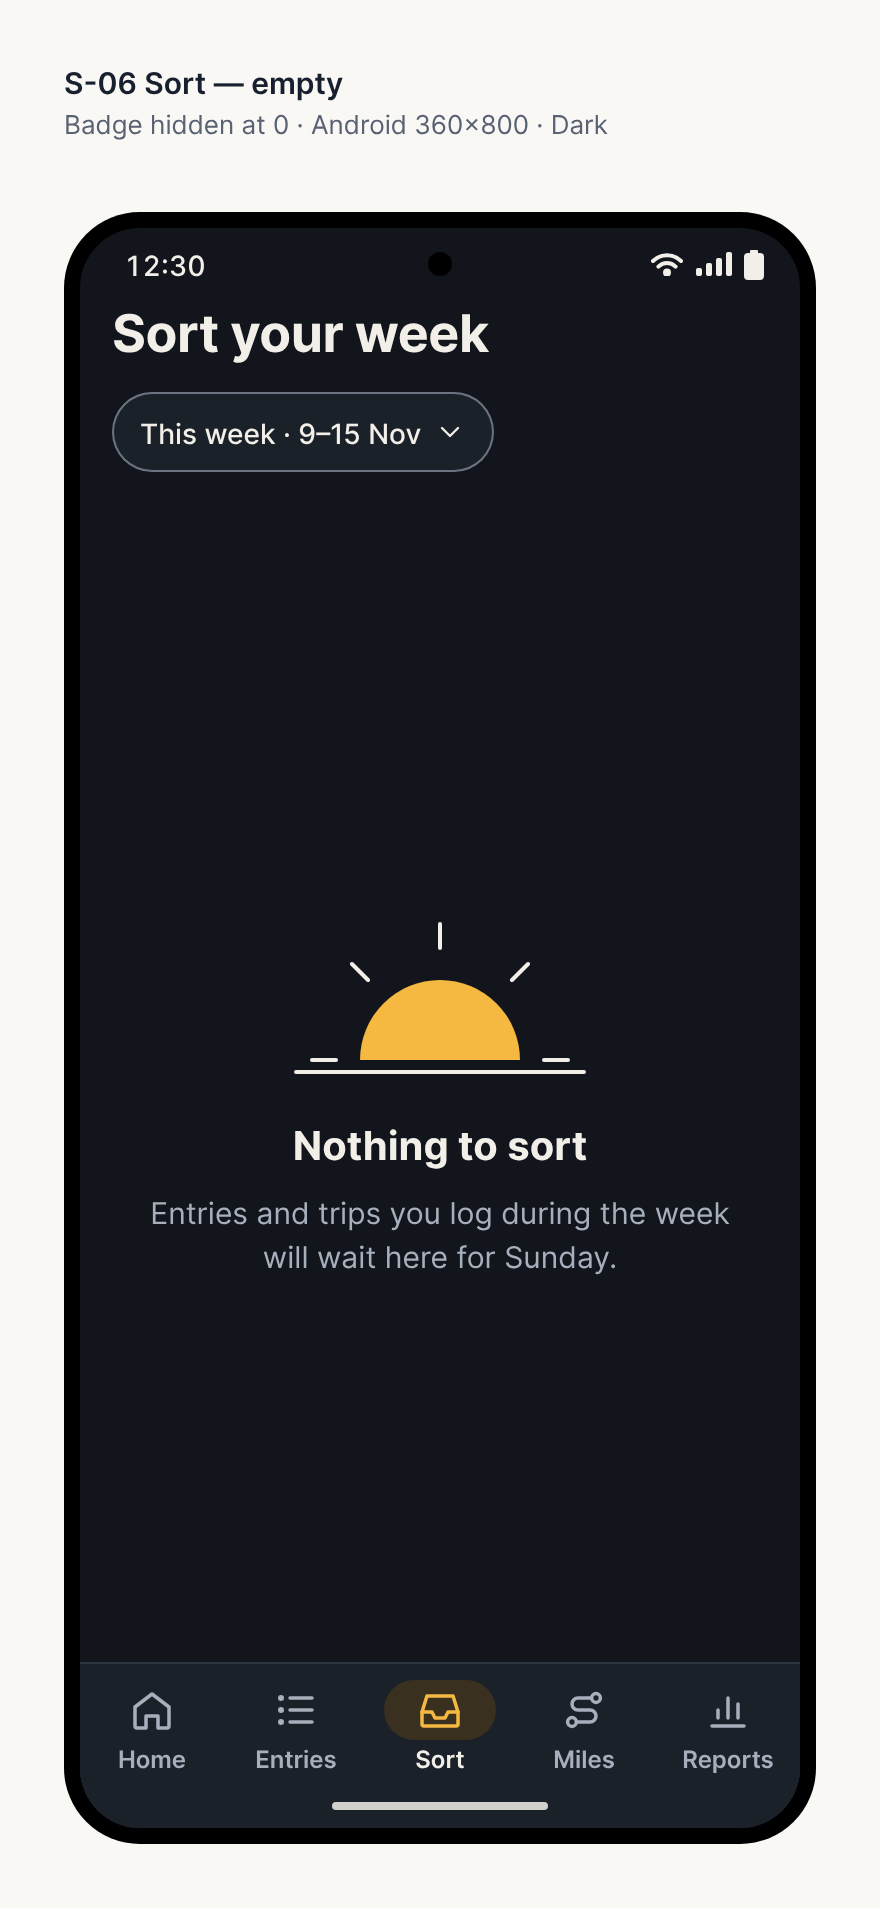 S-06 Sort — empty
Badge hidden at 0 · Android 360×800 · Dark
12:30
Sort your week
This week · 9–15 Nov
Nothing to sort
Entries and trips you log during the week
will wait here for Sunday.
Home Entries Sort Miles Reports